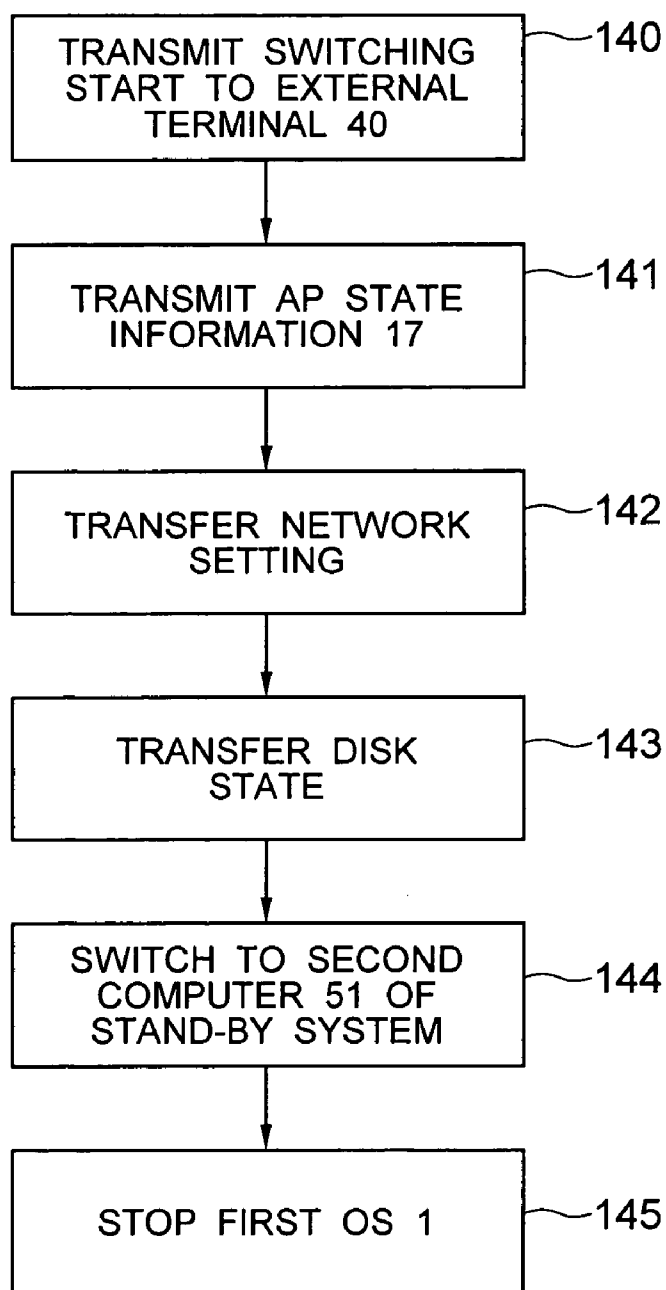 TRANSMIT SWITCHING
START TO EXTERNAL
TERMINAL 40
140
TRANSMIT AP STATE
INFORMATION 17
141
TRANSFER NETWORK
SETTING
142
TRANSFER DISK
STATE
143
SWITCH TO SECOND
COMPUTER 51 OF
STAND-BY SYSTEM
144
STOP FIRST OS 1
145